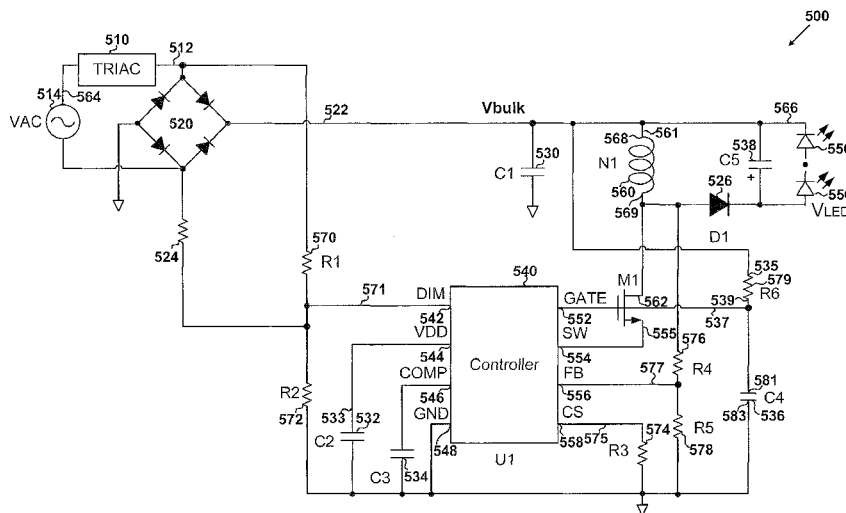 500
510
TRIAC
512
514
564
VAC
520
522
Vbulk
530
C1
568
561
N1
560
569
566
538
C5
+
526
D1
550
550
VLED
524
570
R1
571
540
DIM
542
VDD
544
COMP
546
GND
548
Controller
U1
GATE
552
SW
554
FB
556
CS
558
M1
562
555
535
579
539
R6
537
576
R4
577
R5
578
581
C4
583
536
574
575
R3
R2
572
533
532
C2
C3
534